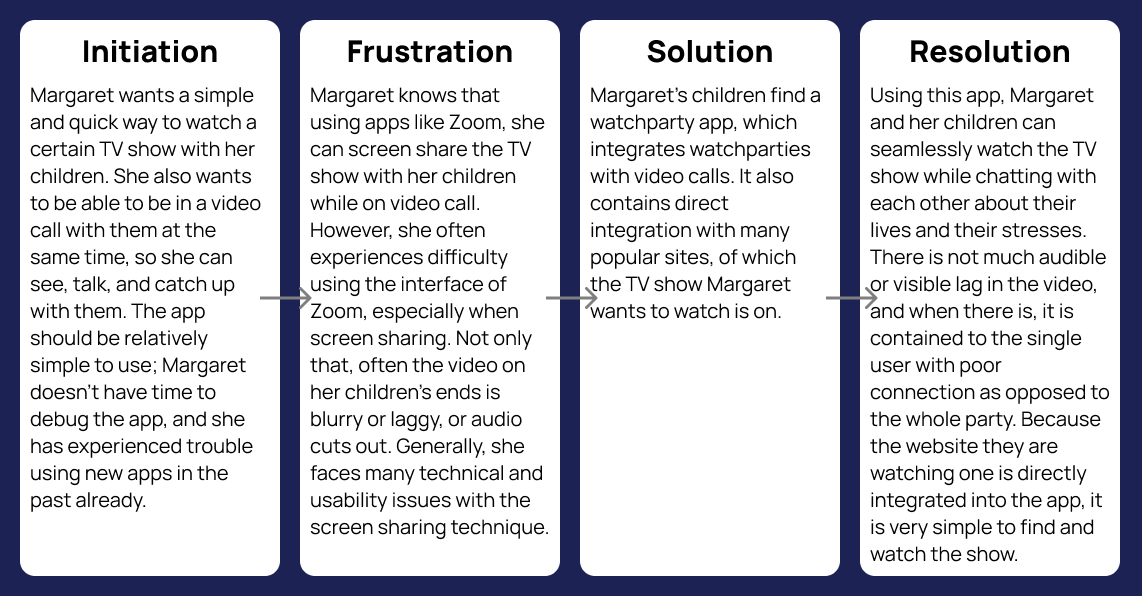 Initiation
Margaret wants a simple
and quick way to watch a
certain TV show with her
children. She also wants
to be able to be in a video
call with them at the
same time, so she can
see, talk, and catch up
with them. The app
should be relatively
simple to use; Margaret
doesn't have time to
debug the app, and she
has experienced trouble
using new apps in the
past already.
Frustration
Margaret knows that
using apps like Zoom, she
can screen share the TV
show with her children
while on video call.
However, she often
experiences difficulty
using the interface of
Zoom, especially when
screen sharing. Not only
that, often the video on
her children's ends is
blurry or laggy, or audio
cuts out. Generally, she
faces many technical and
usability issues with the
screen sharing technique.
Solution
Margaret's children find a
watchparty app, which
integrates watchparties
with video calls. It also
contains direct
integration with many
popular sites, of which
the TV show Margaret
wants to watch is on.
Resolution
Using this app, Margaret
and her children can
seamlessly watch the TV
show while chatting with
each other about their
lives and their stresses.
There is not much audible
or visible lag in the video,
and when there is, it is
contained to the single
user with poor
connection as opposed to
the whole party. Because
the website they are
watching one is directly
integrated into the app, it
is very simple to find and
watch the show.